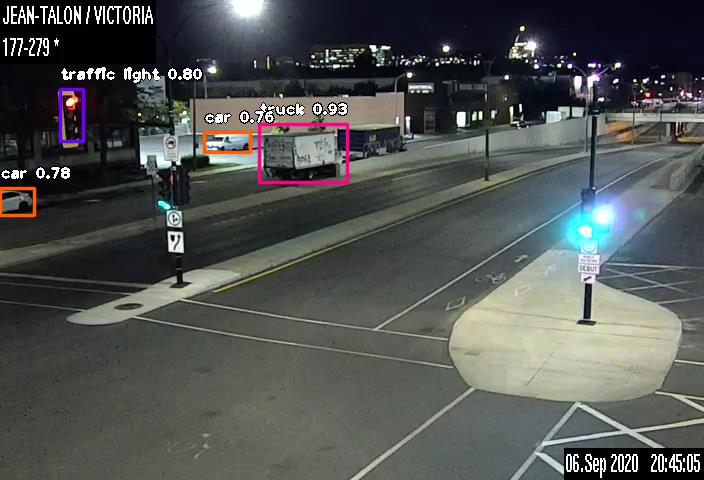 JEAN-TALON / VICTORIA
177-279 *
traffic light 0.80
car 0.76
truck 0.93
car 0.78
DÉBUT
06.Sep 2020 20:45:05